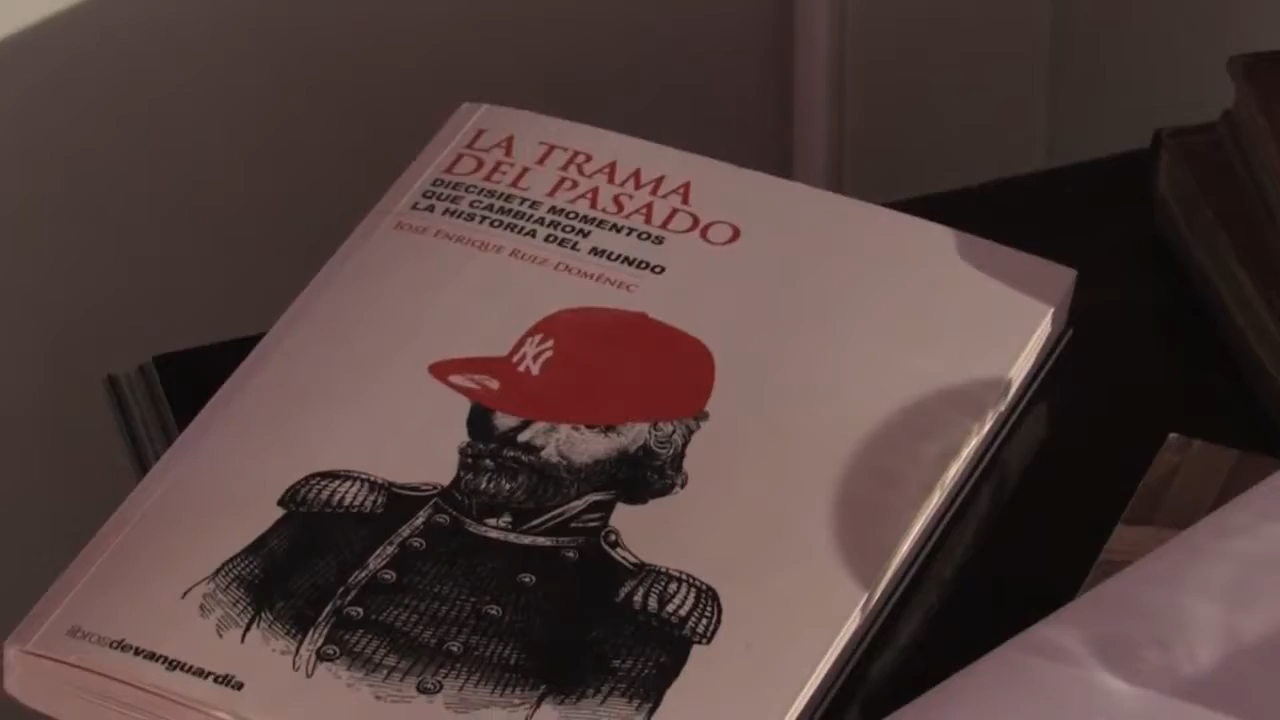 LA TRAMA
DEL PASADO
DIECISIETE MOMENTOS
QUE CAMBIARON
LA HISTORIA DEL MUNDO
JOSÉ ENRIQUE RUIZ-DOMÈNEC
NY
librosdevanguardia